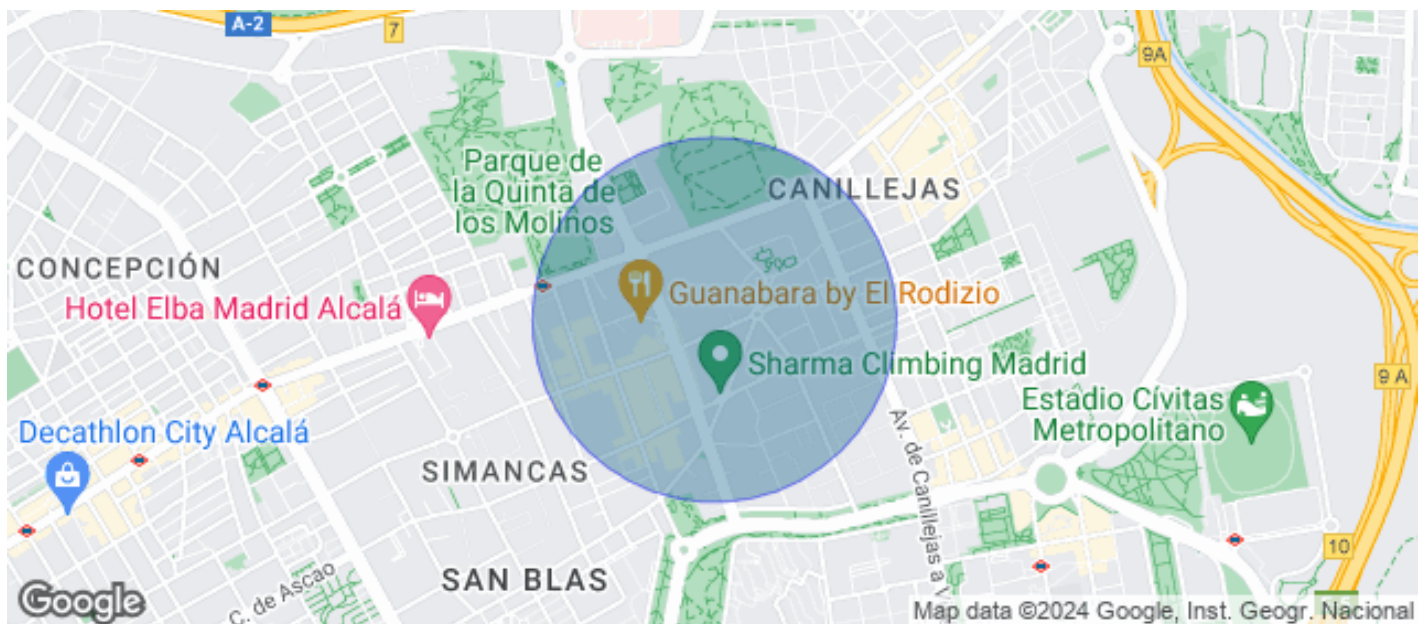 A-2
7
9A
Parque de
la Quinta de
los Molinos
CANILLEJAS
CONCEPCIÓN
Hotel Elba Madrid Alcalá
Guanabara by El Rodizio
Sharma Climbing Madrid
9 A
Estádio Cívitas
Metropolitano
Decathlon City Alcalá
SIMANCAS
Av. de Canillejas a V
10
SAN BLAS
C. de Ascao
Google
Map data ©2024 Google, Inst. Geogr. Nacional